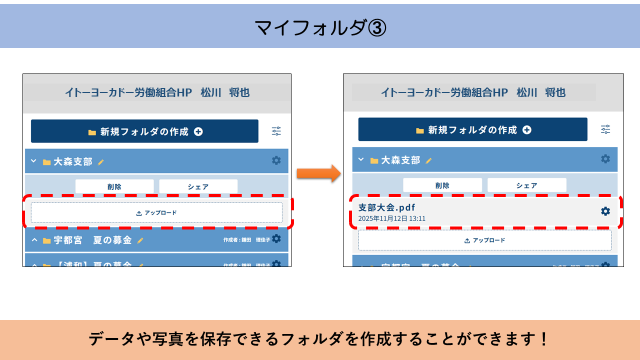 マイフォルダ③
イトーヨーカドー労働組合HP 松川 将也
新規フォルダの作成
大森支部
削除 シェア
アップロード
宇都宮 夏の募金
【浦和】夏の募金
イトーヨーカドー労働組合HP 松川 将也
新規フォルダの作成
大森支部
削除 シェア
支部大会.pdf
2025年11月12日 13:11
アップロード
宇都宮 夏の募金
データや写真を保存できるフォルダを作成することができます！